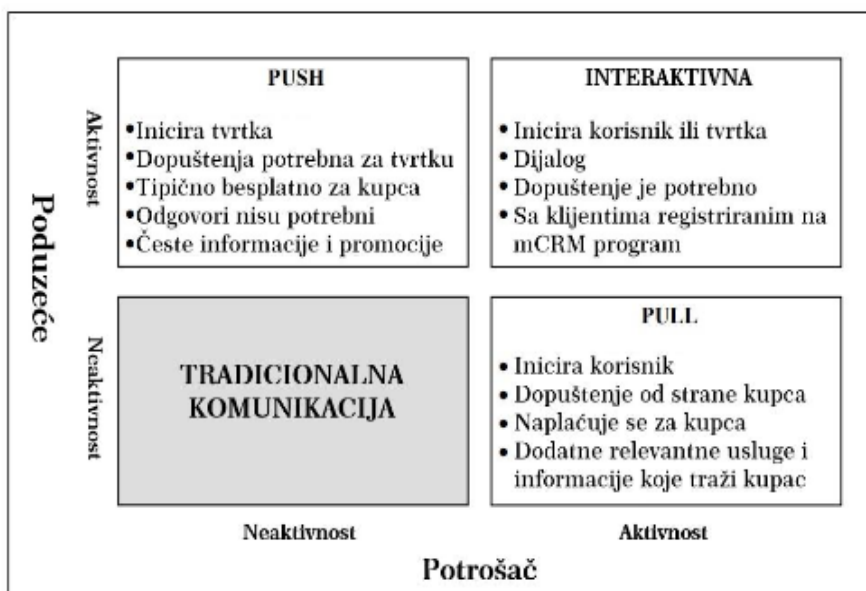 PUSH
•Inicira tvrtka
•Dopuštenja potrebna za tvrtku
•Tipično besplatno za kupca
•Odgovori nisu potrebni
•Česte informacije i promocije
INTERAKTIVNA
•Inicira korisnik ili tvrtka
•Dijalog
•Dopuštenje je potrebno
•Sa klijentima registriranim na
mCRM program
Aktivnost
Poduzeće
Neaktivnost
TRADICIONALNA
KOMUNIKACIJA
PULL
• Inicira korisnik
• Dopuštenje od strane kupca
• Naplaćuje se za kupca
• Dodatne relevantne usluge i
informacije koje traži kupac
Neaktivnost
Aktivnost
Potrošač